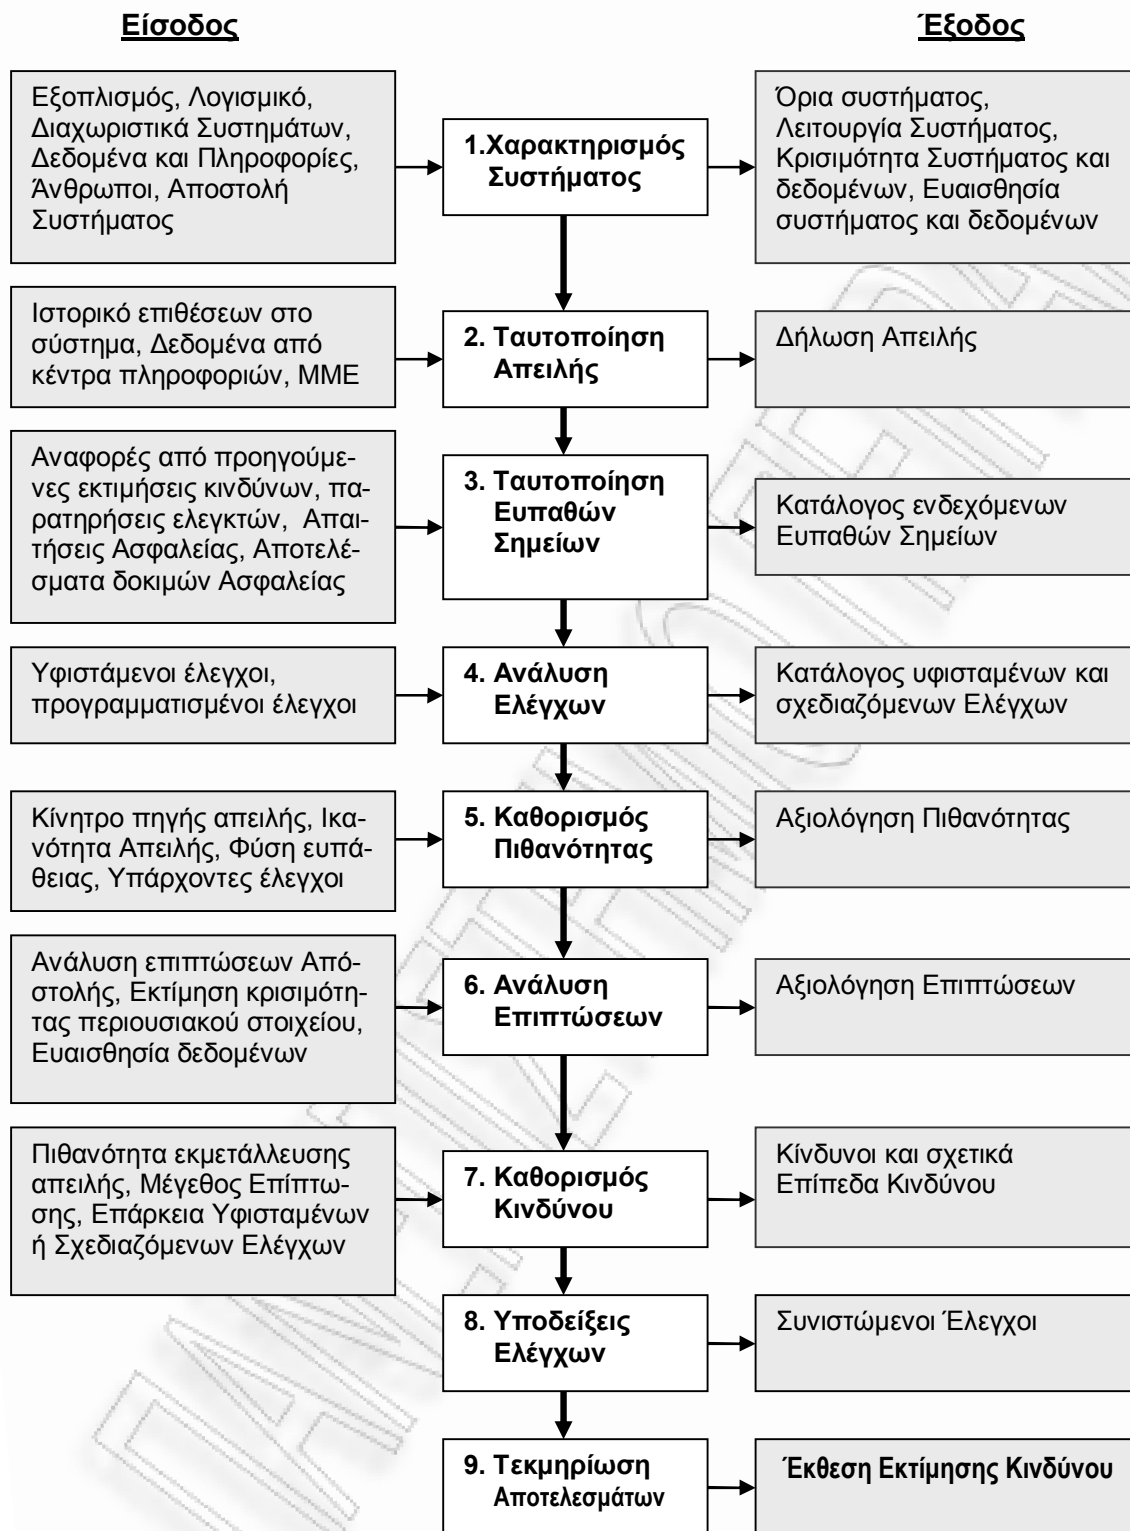 Είσοδος
Έξοδος
Εξοπλισμός, Λογισμικό,
Διαχωριστικά Συστημάτων,
Δεδομένα και Πληροφορίες,
Άνθρωποι, Αποστολή
Συστήματος
1.Χαρακτηρισμός
Συστήματος
Όρια συστήματος,
Λειτουργία Συστήματος,
Κρισιμότητα Συστήματος και
δεδομένων, Ευαισθησία
συστήματος και δεδομένων
Ιστορικό επιθέσεων στο
σύστημα, Δεδομένα από
κέντρα πληροφοριών, ΜΜΕ
2. Ταυτοποίηση
Απειλής
Δήλωση Απειλής
Αναφορές από προηγούμε-
νες εκτιμήσεις κινδύνων, πα-
ρατηρήσεις ελεγκτών, Απαι-
τήσεις Ασφαλείας, Αποτελέ-
σματα δοκιμών Ασφαλείας
3. Ταυτοποίηση
Ευπαθών
Σημείων
Κατάλογος ενδεχόμενων
Ευπαθών Σημείων
Υφιστάμενοι έλεγχοι,
προγραμματισμένοι έλεγχοι
4. Ανάλυση
Ελέγχων
Κατάλογος υφισταμένων και
σχεδιαζόμενων Ελέγχων
Κίνητρο πηγής απειλής, Ικα-
νότητα Απειλής, Φύση ευπά-
θειας, Υπάρχοντες έλεγχοι
5. Καθορισμός
Πιθανότητας
Αξιολόγηση Πιθανότητας
Ανάλυση επιπτώσεων Από-
στολής, Εκτίμηση κρισιμότη-
τας περιουσιακού στοιχείου,
Ευαισθησία δεδομένων
6. Ανάλυση
Επιπτώσεων
Αξιολόγηση Επιπτώσεων
Πιθανότητα εκμετάλλευσης
απειλής, Μέγεθος Επίπτω-
σης, Επάρκεια Υφισταμένων
ή Σχεδιαζόμενων Ελέγχων
7. Καθορισμός
Κινδύνου
Κίνδυνοι και σχετικά
Επίπεδα Κινδύνου
8. Υποδείξεις
Ελέγχων
Συνιστώμενοι Έλεγχοι
9. Τεκμηρίωση
Αποτελεσμάτων
Έκθεση Εκτίμησης Κινδύνου